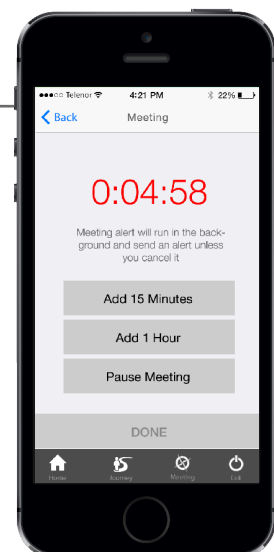 Telenor 4:21 PM 22%
Back Meeting
0:04:58
Meeting alert will run in the back-
ground and send an alert unless
you cancel it
Add 15 Minutes
Add 1 Hour
Pause Meeting
DONE
Home Journey Meeting Exit